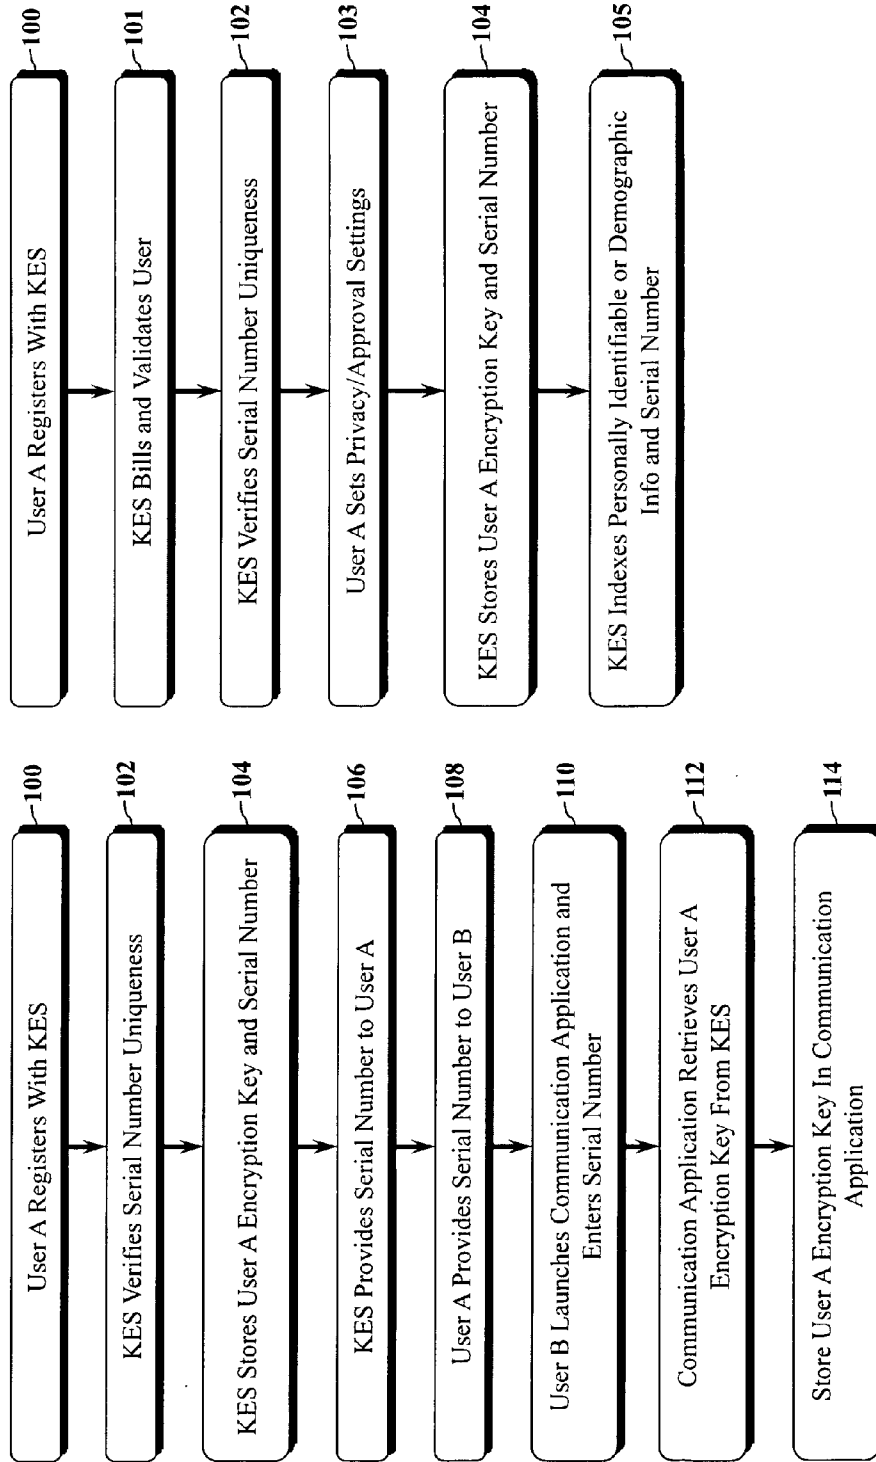 User A Registers With KES
100
KES Verifies Serial Number Uniqueness
102
KES Stores User A Encryption Key and Serial Number
104
KES Provides Serial Number to User A
106
User A Provides Serial Number to User B
108
User B Launches Communication Application and
Enters Serial Number
110
Communication Application Retrieves User A
Encryption Key From KES
112
Store User A Encryption Key In Communication
Application
114
User A Registers With KES
100
KES Bills and Validates User
101
KES Verifies Serial Number Uniqueness
102
User A Sets Privacy/Approval Settings
103
KES Stores User A Encryption Key and Serial Number
104
KES Indexes Personally Identifiable or Demographic
Info and Serial Number
105